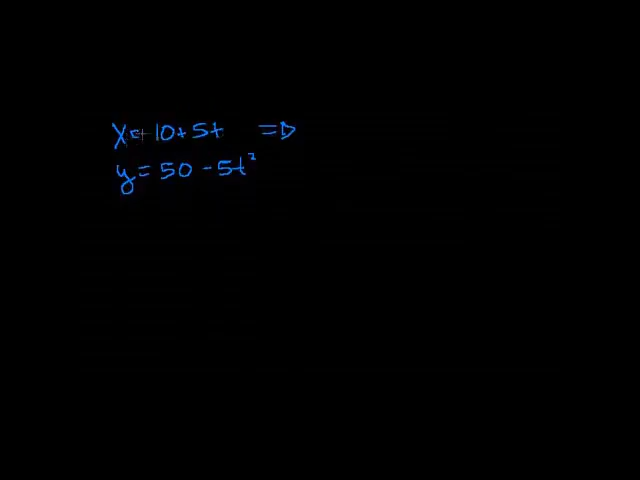 x = 10 + 5t ⇒
y = 50 - 5t²